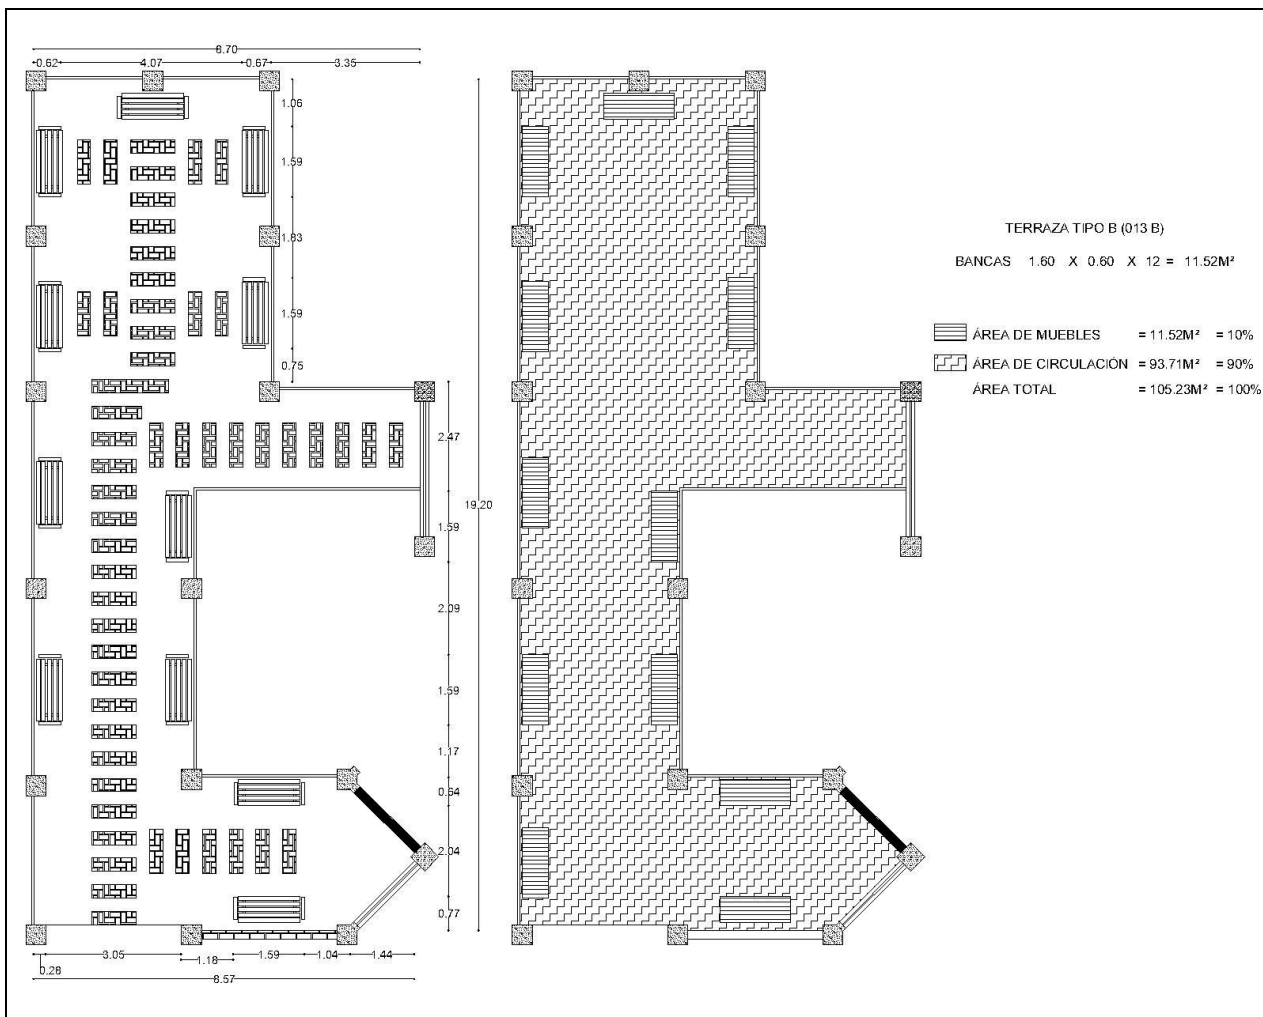 8.70
0.62 4.07 0.67 3.35
1.06
1.59
1.83
1.59
0.75
2.47
19.20
1.59
2.09
1.59
1.17
0.54
2.04
0.77
3.05 1.18 1.59 1.04 1.44
0.28
8.57
TERRAZA TIPO B (013 B)
BANCAS 1.60 X 0.60 X 12 = 11.52M²
ÁREA DE MUEBLES = 11.52M² = 10%
ÁREA DE CIRCULACIÓN = 93.71M² = 90%
ÁREA TOTAL = 105.23M² = 100%